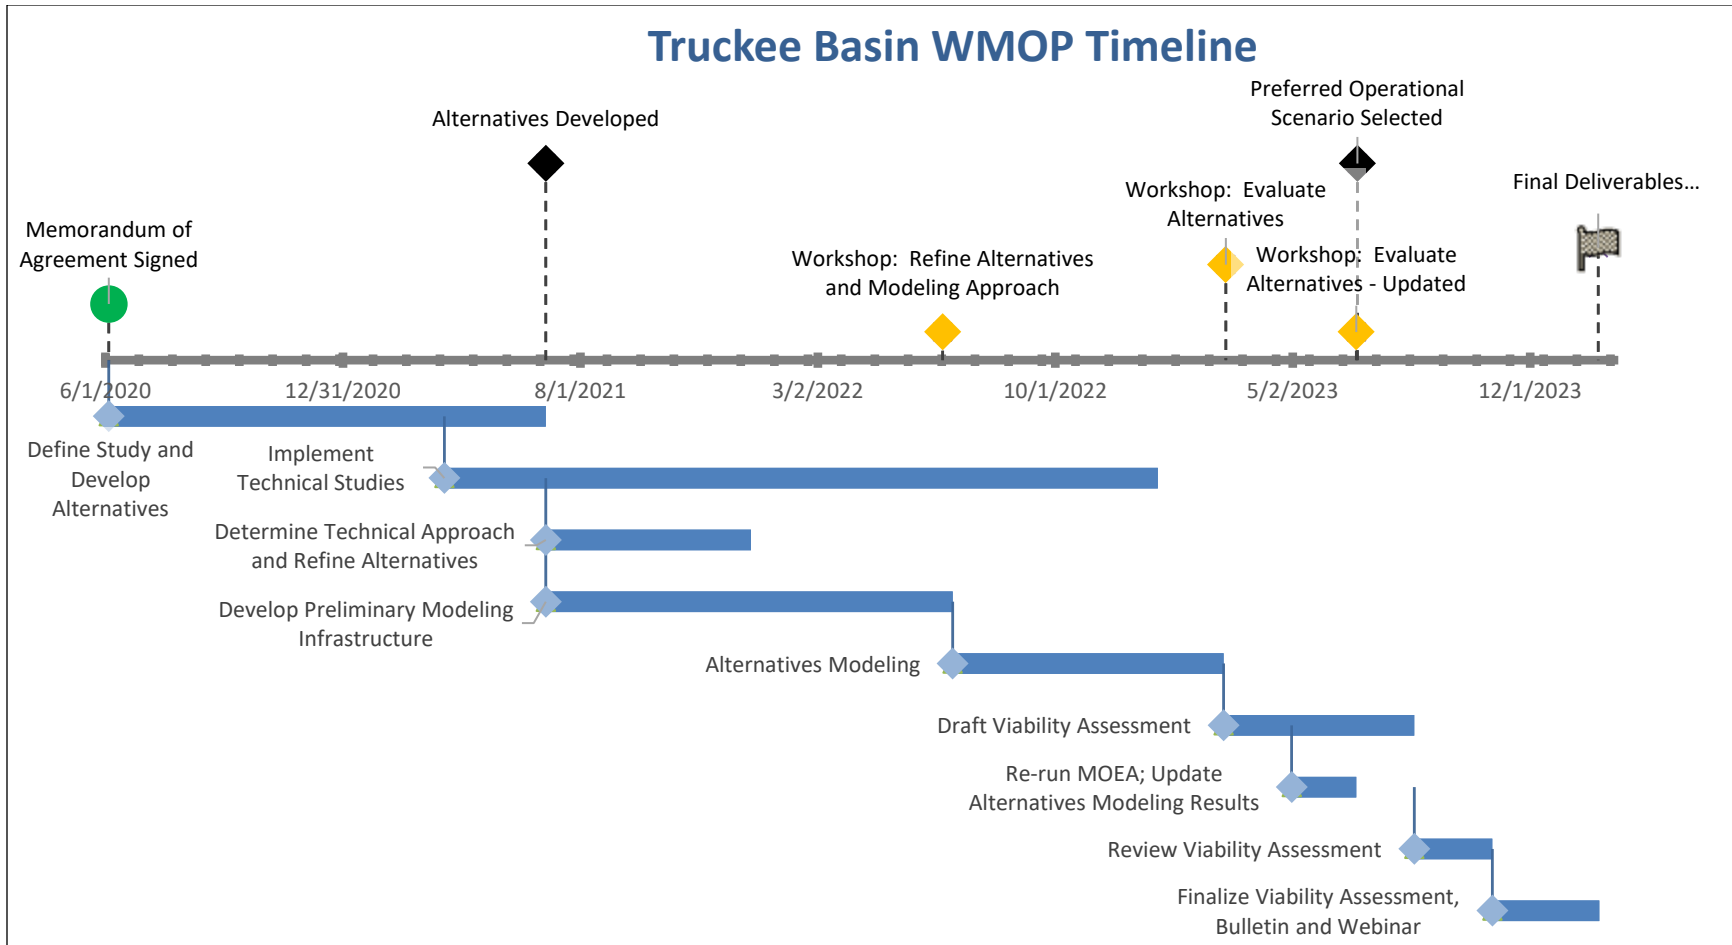 Truckee Basin WMOP Timeline
Preferred Operational
Scenario Selected
Alternatives Developed
Final Deliverables...
Workshop:  Evaluate
Alternatives
Memorandum of
Agreement Signed
Workshop:  Refine Alternatives
and Modeling Approach
Workshop:  Evaluate
Alternatives - Updated
6/1/2020
12/31/2020
8/1/2021
3/2/2022
10/1/2022
5/2/2023
12/1/2023
Define Study and
Develop
Alternatives
Implement
Technical Studies
Determine Technical Approach
and Refine Alternatives
Develop Preliminary Modeling
Infrastructure
Alternatives Modeling
Draft Viability Assessment
Re-run MOEA; Update
Alternatives Modeling Results
Review Viability Assessment
Finalize Viability Assessment,
Bulletin and Webinar